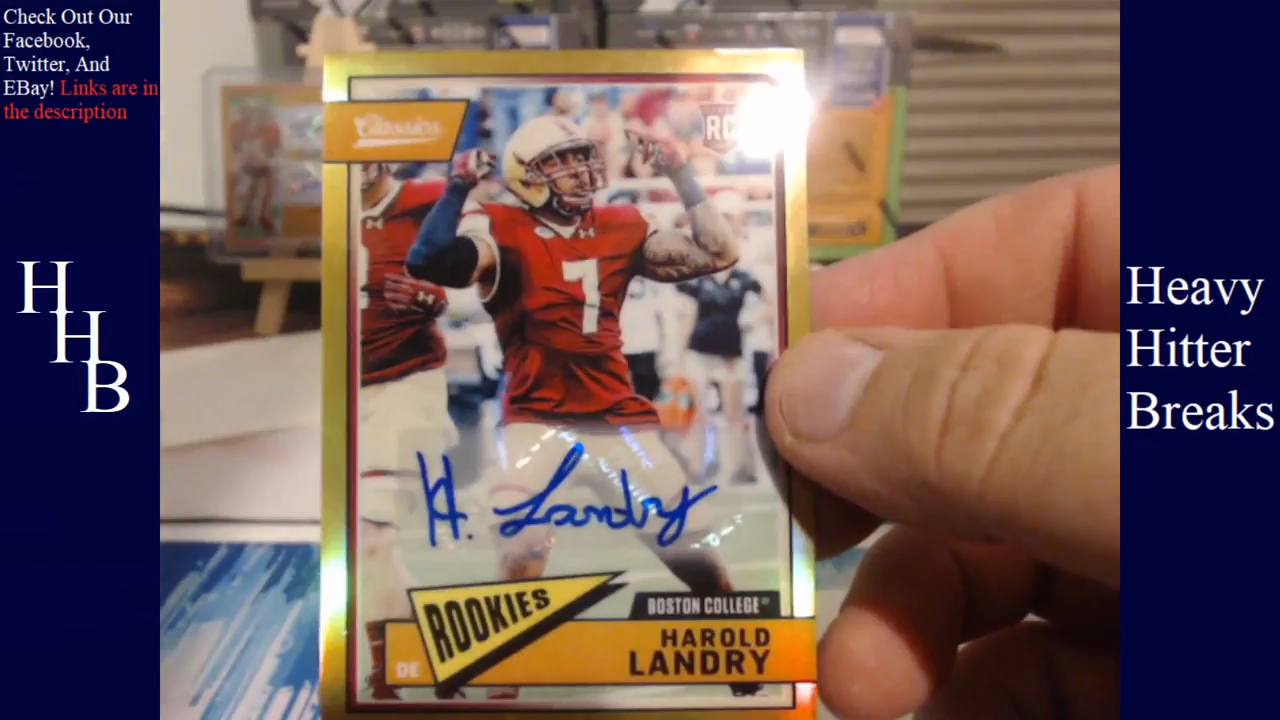 Check Out Our
Facebook,
Twitter, And
EBay! Links are in
the description
H
H
B
Heavy
Hitter
Breaks
Classics
RC
7
H. Landry
ROOKIES
BOSTON COLLEGE
HAROLD
LANDRY
DE